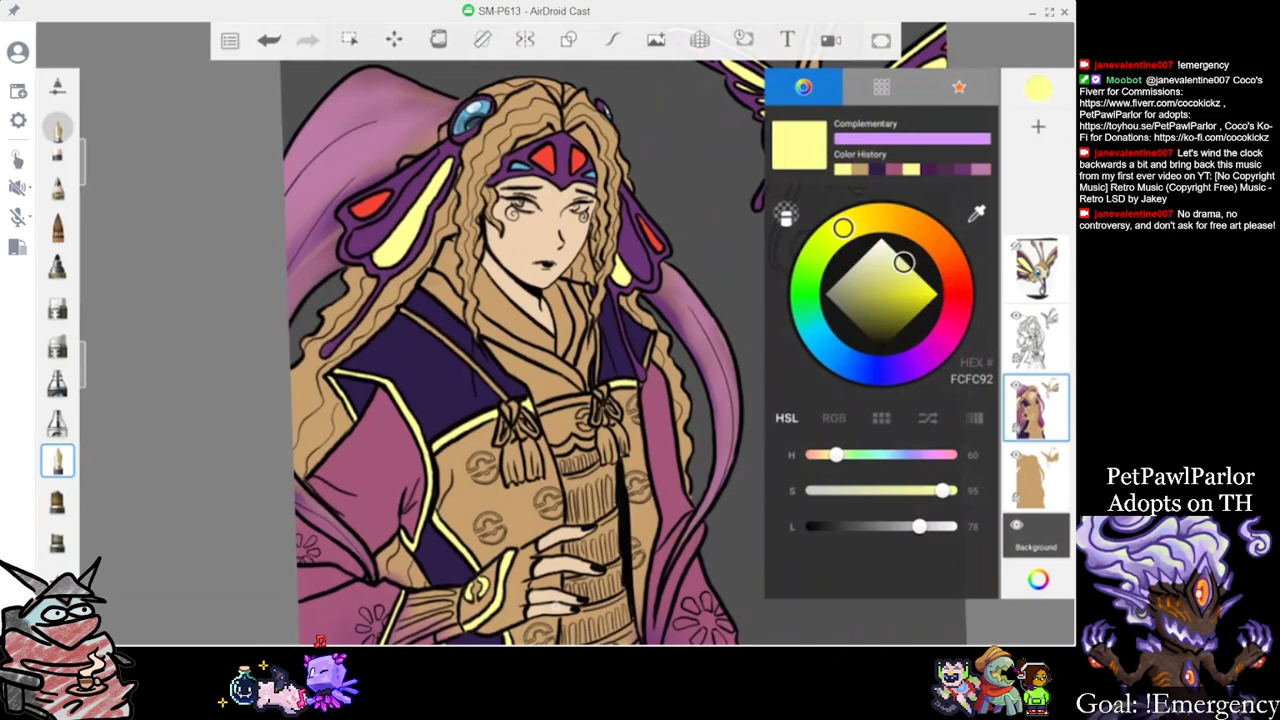 SM-P613 - AirDroid Cast
T
Complementary
Color History
HEX #
FCFC92
HSL
RGB
H
60
S
95
L
78
Background
janevalentine007 !emergency
Moobot @janevalentine007 Coco's
Fiverr for Commissions:
https://www.fiverr.com/cocokickz ,
PetPawlParlor for adopts:
https://toyhou.se/PetPawlParlor , Coco's Ko-
Fi for Donations: https://ko-fi.com/cocokickz
janevalentine007 Let's wind the clock
backwards a bit and bring back this music
from my first ever video on YT: [No Copyright
Music] Retro Music (Copyright Free) Music -
Retro LSD by Jakey
janevalentine007 No drama, no
controversy, and don't ask for free art please!
PetPawlParlor
Adopts on TH
Goal: !Emergency